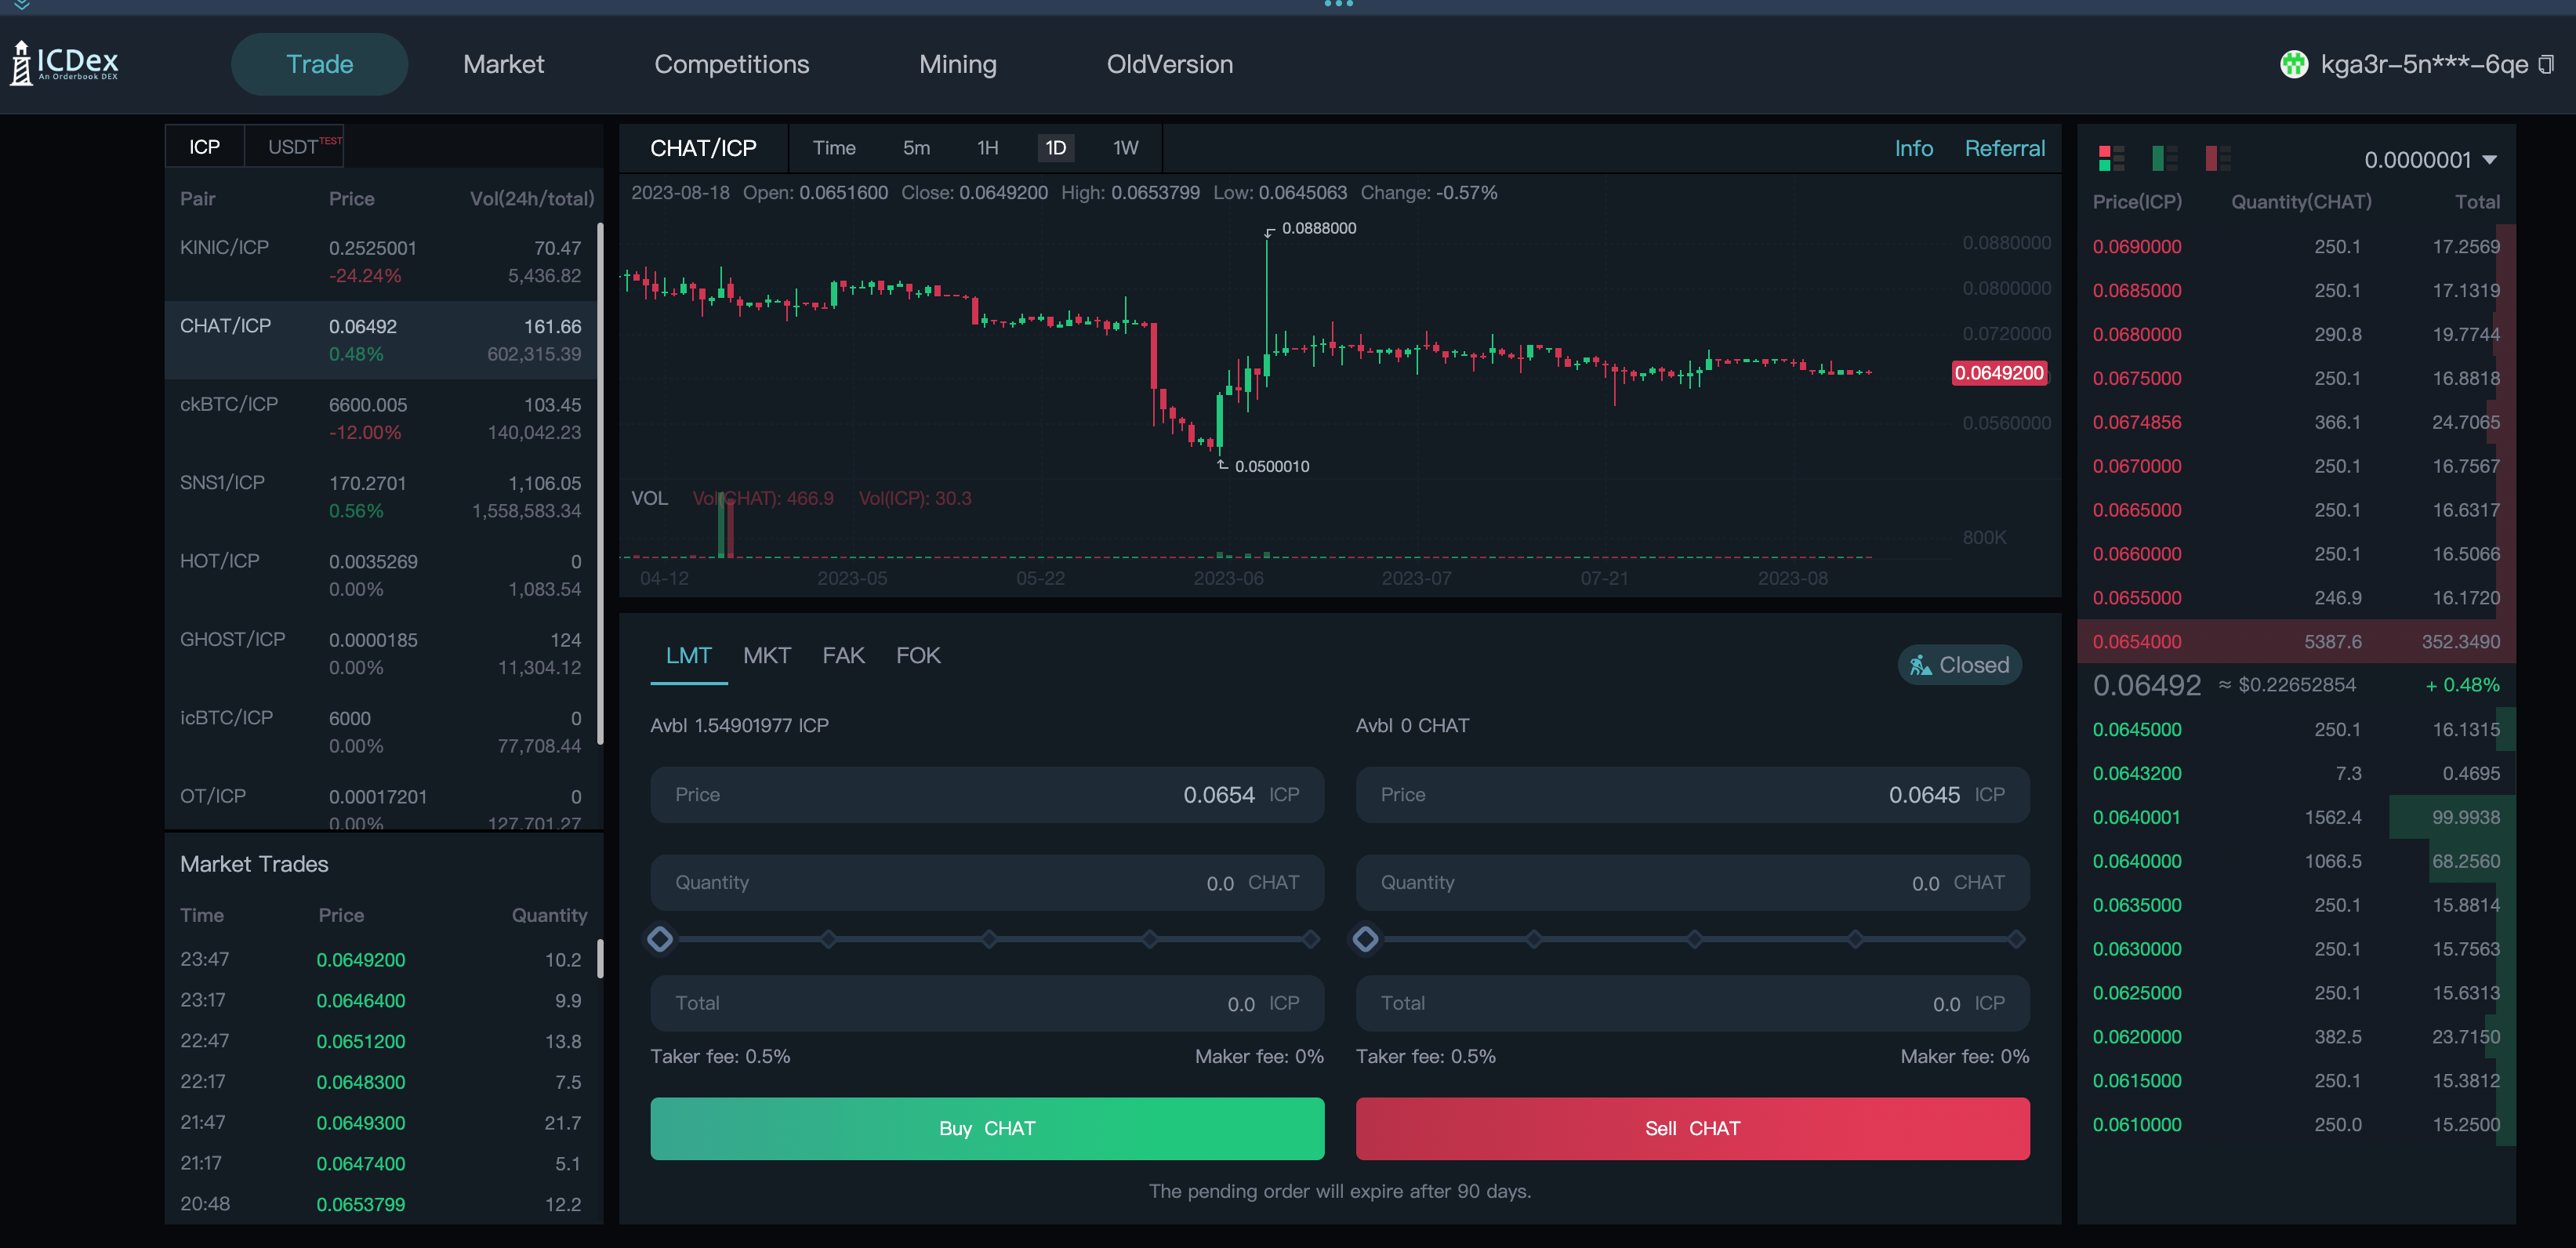 ICDex
An Orderbook DEX
Trade Market Competitions Mining OldVersion
kga3r-5n***-6qe
ICP USDT TEST
Pair Price Vol(24h/total)
KINIC/ICP 0.2525001 70.47
-24.24% 5,436.82
CHAT/ICP 0.06492 161.66
0.48% 602,315.39
ckBTC/ICP 6600.005 103.45
-12.00% 140,042.23
SNS1/ICP 170.2701 1,106.05
0.56% 1,558,583.34
HOT/ICP 0.0035269 0
0.00% 1,083.54
GHOST/ICP 0.0000185 124
0.00% 11,304.12
icBTC/ICP 6000 0
0.00% 77,708.44
OT/ICP 0.00017201 0
0.00% 127,701.27
Market Trades
Time Price Quantity
23:47 0.0649200 10.2
23:17 0.0646400 9.9
22:47 0.0651200 13.8
22:17 0.0648300 7.5
21:47 0.0649300 21.7
21:17 0.0647400 5.1
20:48 0.0653799 12.2
CHAT/ICP Time 5m 1H 1D 1W Info Referral
2023-08-18 Open: 0.0651600 Close: 0.0649200 High: 0.0653799 Low: 0.0645063 Change: -0.57%
0.0888000
0.0880000
0.0800000
0.0720000
0.0649200
0.0560000
0.0500010
VOL Vol(CHAT): 466.9 Vol(ICP): 30.3
800K
04-12 2023-05 05-22 2023-06 2023-07 07-21 2023-08
LMT MKT FAK FOK
Closed
Avbl 1.54901977 ICP
Price 0.0654 ICP
Quantity 0.0 CHAT
Total 0.0 ICP
Taker fee: 0.5% Maker fee: 0%
Buy CHAT
Avbl 0 CHAT
Price 0.0645 ICP
Quantity 0.0 CHAT
Total 0.0 ICP
Taker fee: 0.5% Maker fee: 0%
Sell CHAT
The pending order will expire after 90 days.
0.0000001
Price(ICP) Quantity(CHAT) Total
0.0690000 250.1 17.2569
0.0685000 250.1 17.1319
0.0680000 290.8 19.7744
0.0675000 250.1 16.8818
0.0674856 366.1 24.7065
0.0670000 250.1 16.7567
0.0665000 250.1 16.6317
0.0660000 250.1 16.5066
0.0655000 246.9 16.1720
0.0654000 5387.6 352.3490
0.06492 ≈ $0.22652854 + 0.48%
0.0645000 250.1 16.1315
0.0643200 7.3 0.4695
0.0640001 1562.4 99.9938
0.0640000 1066.5 68.2560
0.0635000 250.1 15.8814
0.0630000 250.1 15.7563
0.0625000 250.1 15.6313
0.0620000 382.5 23.7150
0.0615000 250.1 15.3812
0.0610000 250.0 15.2500